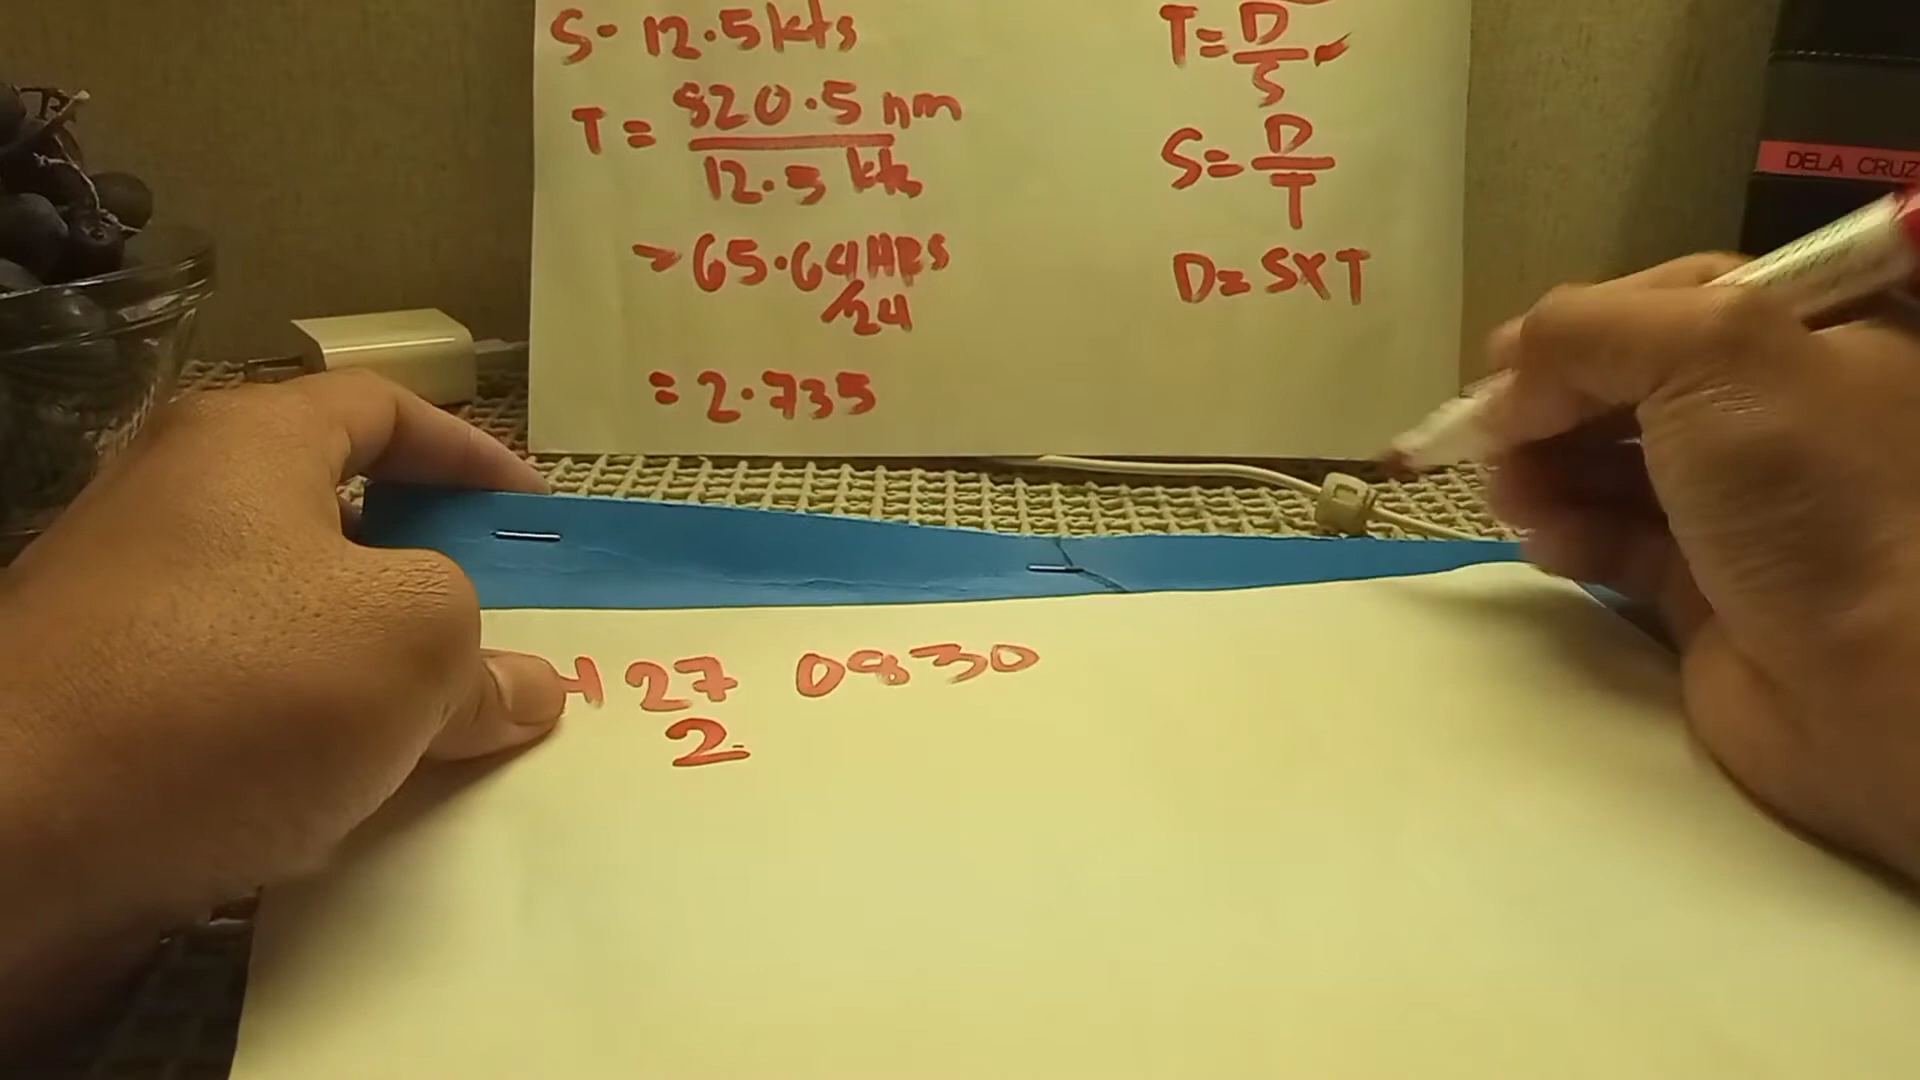 S- 12.5kts
T = 820.5 nm
12.5 kts
= 65.64HRS
/24
= 2.735
T= D
S
S= D
T
D= SXT
DELA CRUZ
27 0830
2